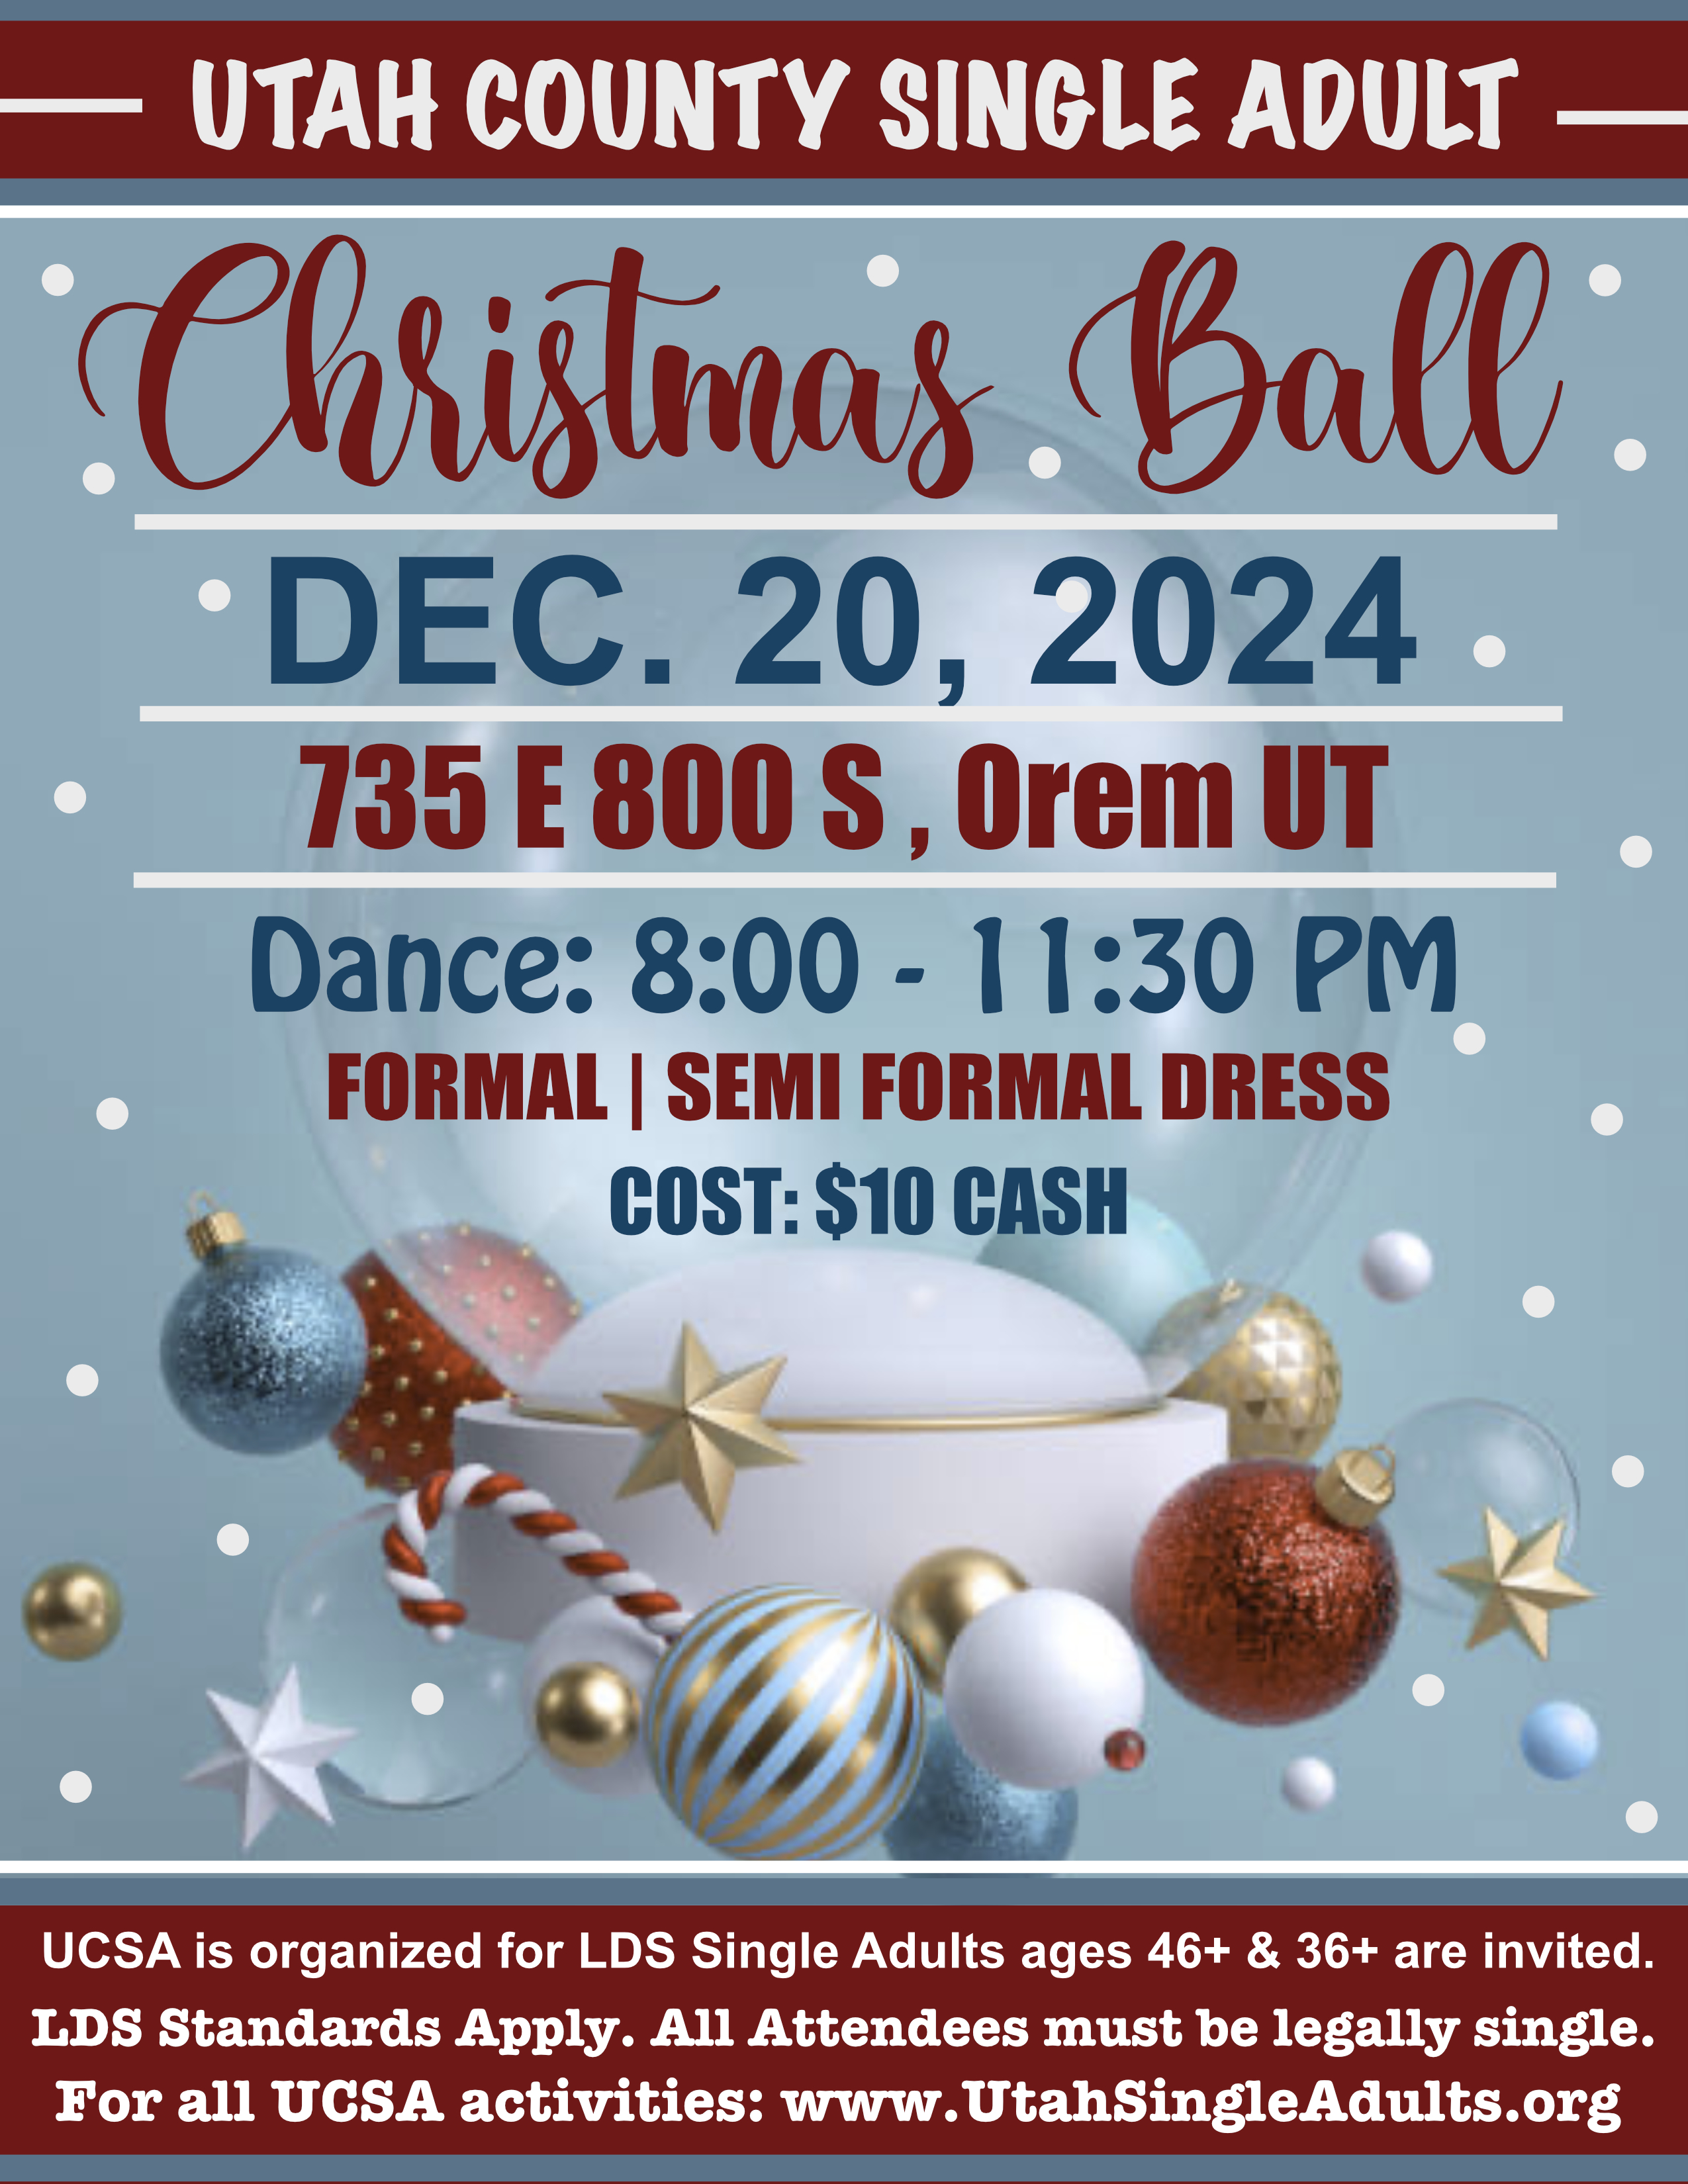 UTAH COUNTY SINGLE ADULT
Christmas Ball
DEC. 20, 2024
735 E 800 S , Orem UT
Dance: 8:00 - 11:30 PM
FORMAL | SEMI FORMAL DRESS
COST: $10 CASH
UCSA is organized for LDS Single Adults ages 46+ & 36+ are invited.
LDS Standards Apply. All Attendees must be legally single.
For all UCSA activities: www.UtahSingleAdults.org